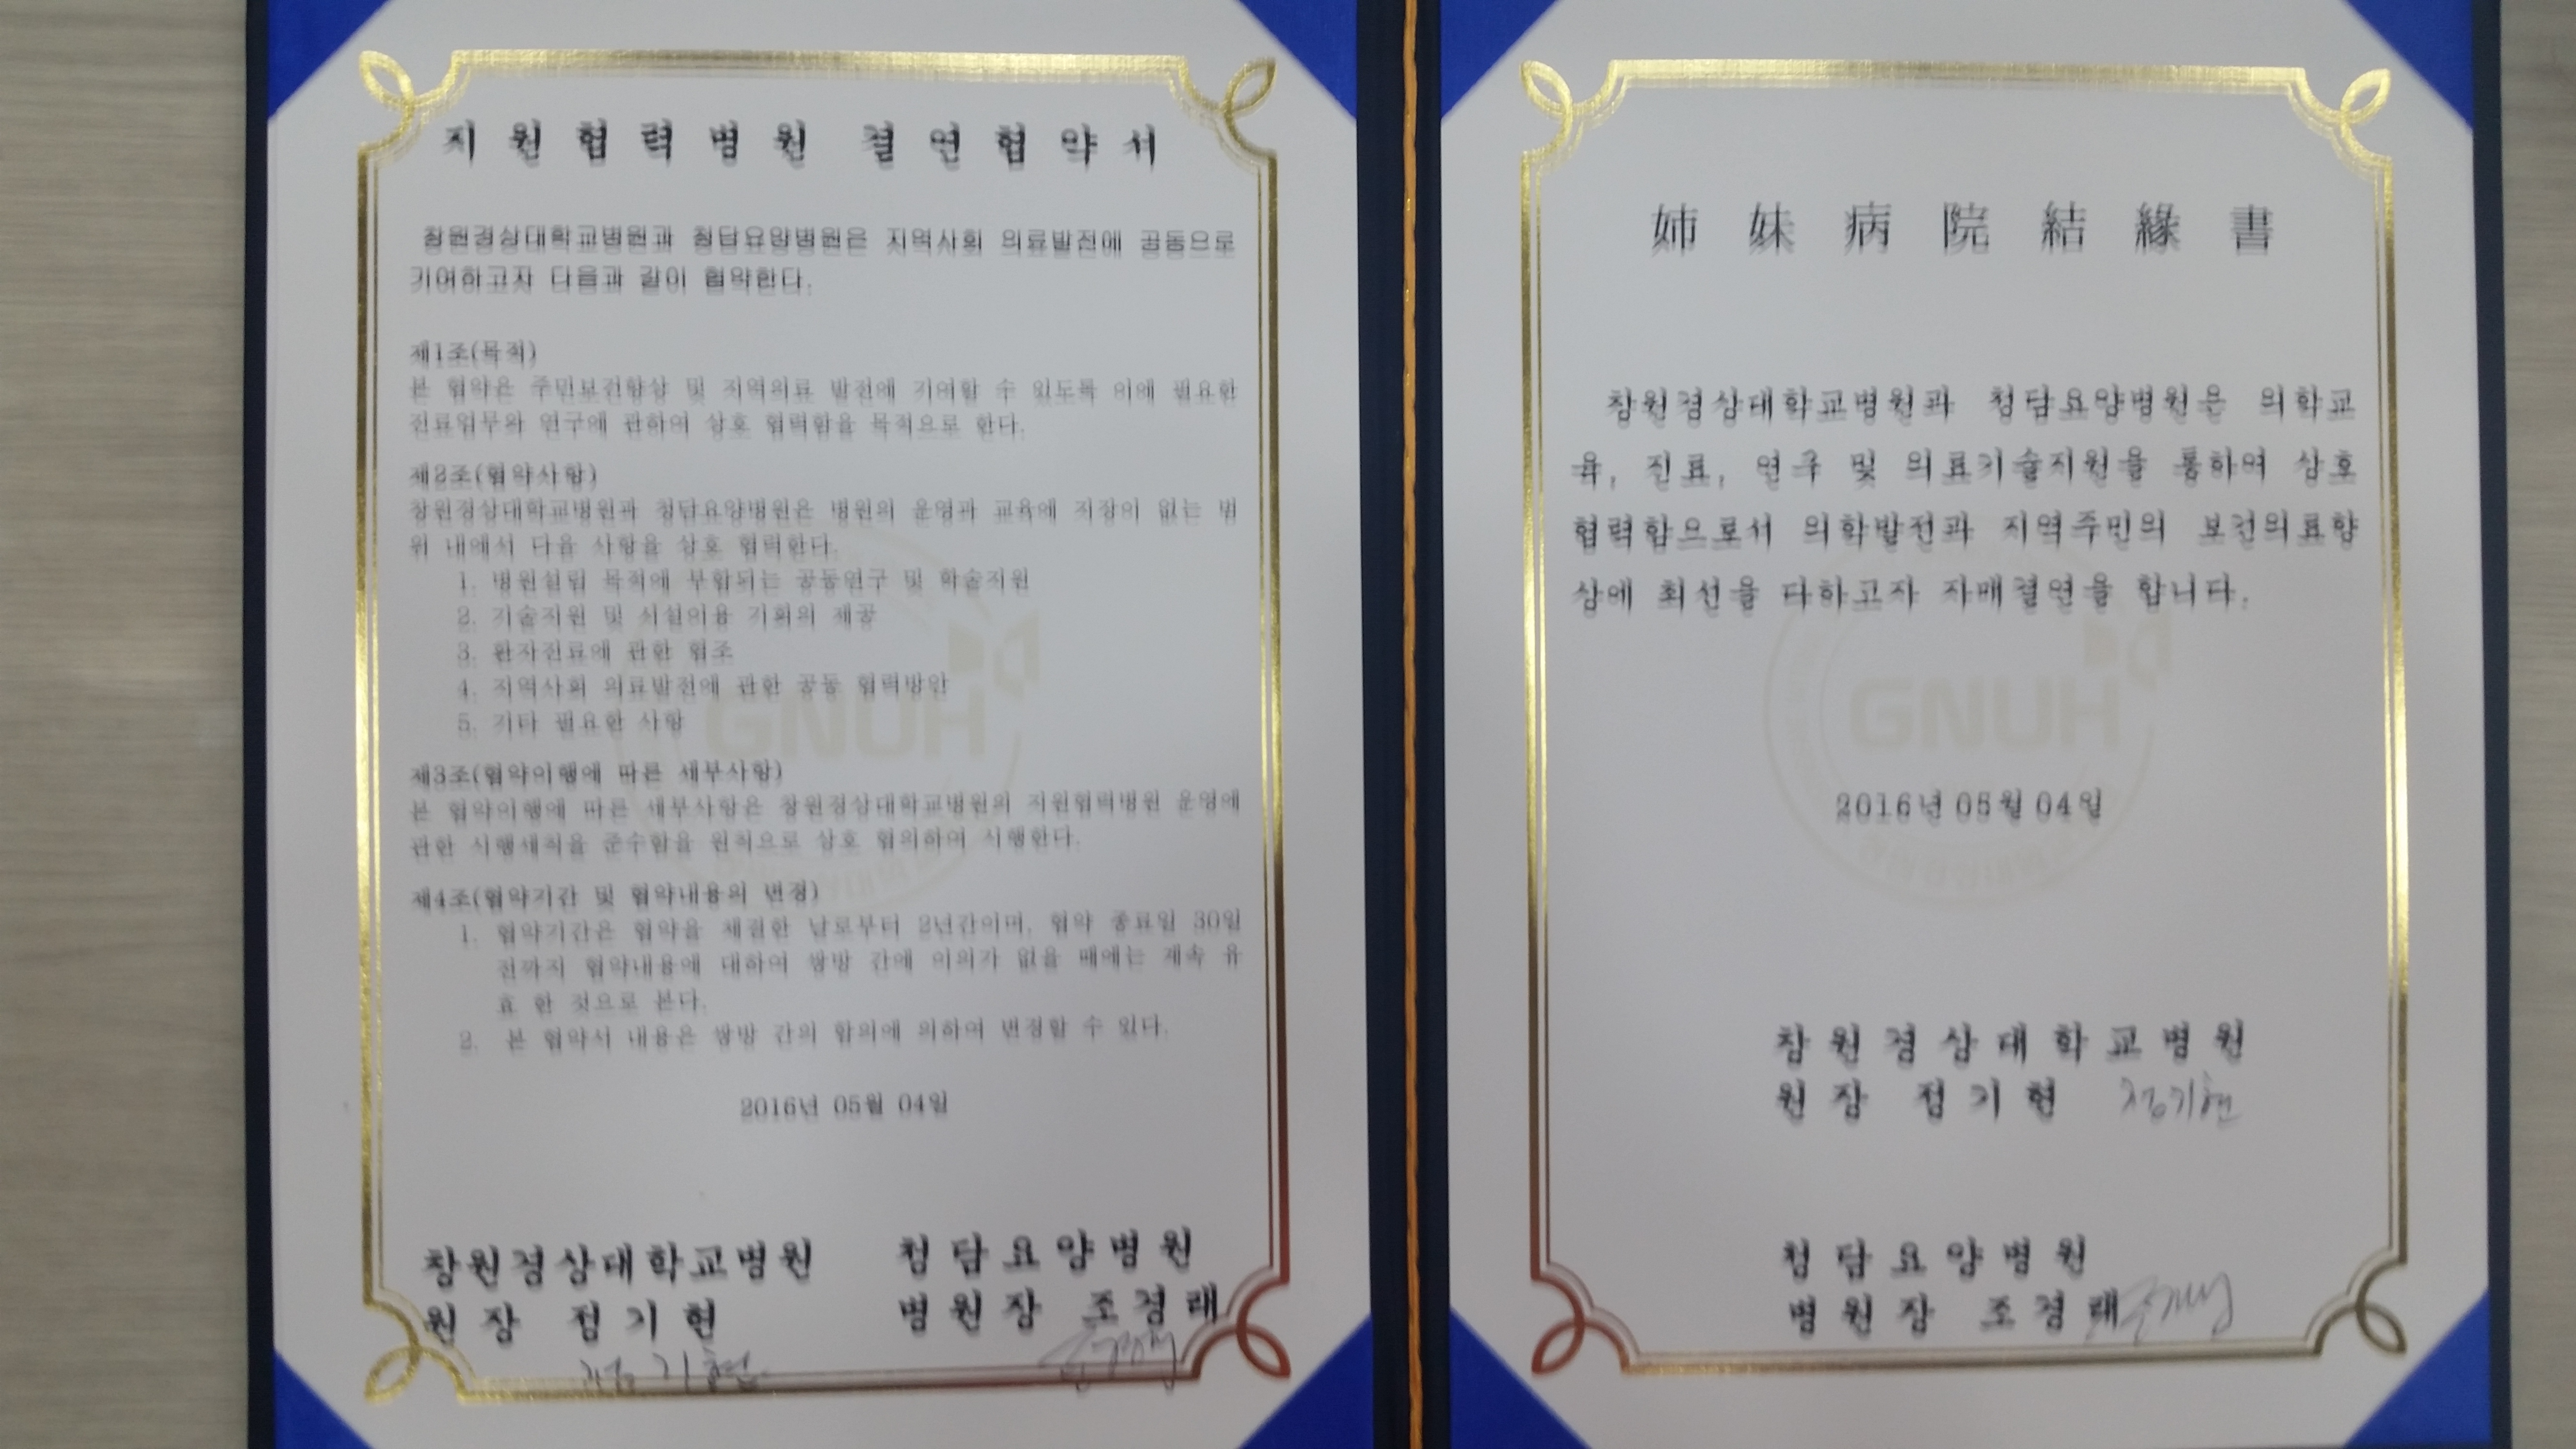 지원협력병원 결연협약서
창원경상대학교병원과 청담요양병원은 지역사회 의료발전에 공동으로
기여하고자 다음과 같이 협약한다.
제1조(목적)
본 협약은 주민보건향상 및 지역의료 발전에 기여할 수 있도록 이에 필요한
진료업무와 연구에 관하여 상호 협력함을 목적으로 한다.
제2조(협약사항)
창원경상대학교병원과 청담요양병원은 병원의 운영과 교육에 지장이 없는 범
위 내에서 다음 사항을 상호 협력한다.
1. 병원설립 목적에 부합되는 공동연구 및 학술지원
2. 기술지원 및 시설이용 기회의 제공
3. 환자진료에 관한 협조
4. 지역사회 의료발전에 관한 공동 협력방안
5. 기타 필요한 사항
제3조(협약이행에 따른 세부사항)
본 협약이행에 따른 세부사항은 창원경상대학교병원의 지원협력병원 운영에
관한 시행세칙을 준수함을 원칙으로 상호 협의하여 시행한다.
제4조(협약기간 및 협약내용의 변경)
1. 협약기간은 협약을 체결한 날로부터 2년간이며, 협약 종료일 30일
전까지 협약내용에 대하여 쌍방 간에 이의가 없을 때에는 계속 유
효 한 것으로 본다.
2. 본 협약서 내용은 쌍방 간의 합의에 의하여 변경할 수 있다.
2016년 05월 04일
창원경상대학교병원
원장 정기현
정기현
청담요양병원
병원장 조경래
GNUH
姉妹病院結緣書
창원경상대학교병원과 청담요양병원은 의학교
육, 진료, 연구 및 의료기술지원을 통하여 상호
협력함으로서 의학발전과 지역주민의 보건의료향
상에 최선을 다하고자 자매결연을 합니다.
GNUH
2016년 05월 04일
창원경상대학교병원
원장 정기현 정기현
청담요양병원
병원장 조경래